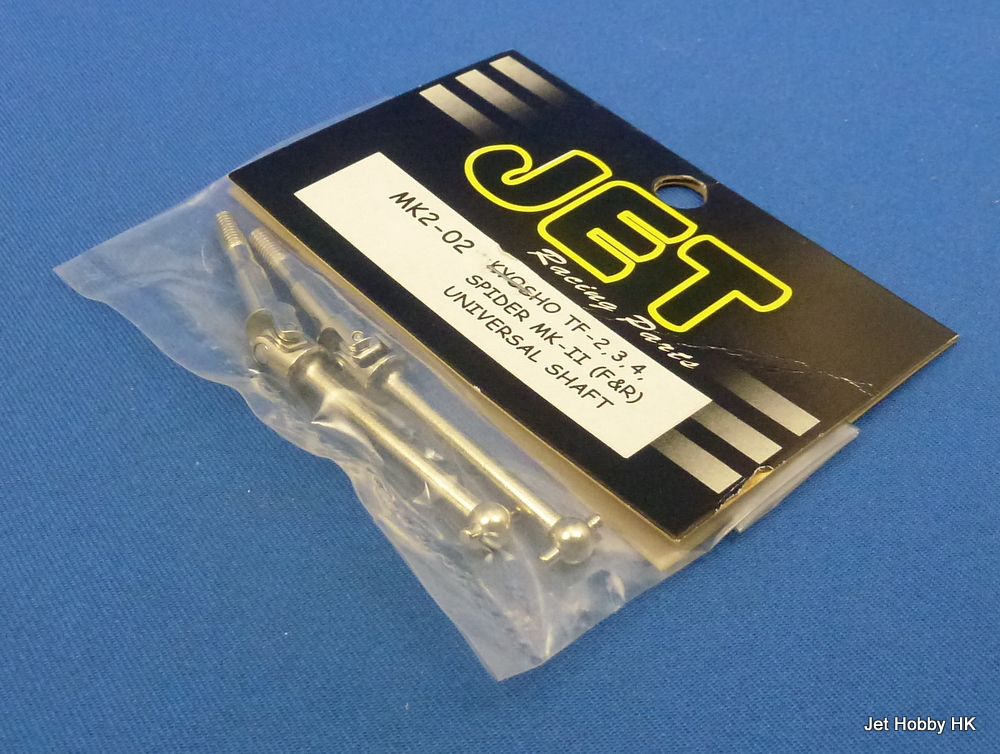 JET
Racing Parts
MK2-02 KYOSHO TF-2,3,4,
SPIDER MK-II (F&R)
UNIVERSAL SHAFT
Jet Hobby HK